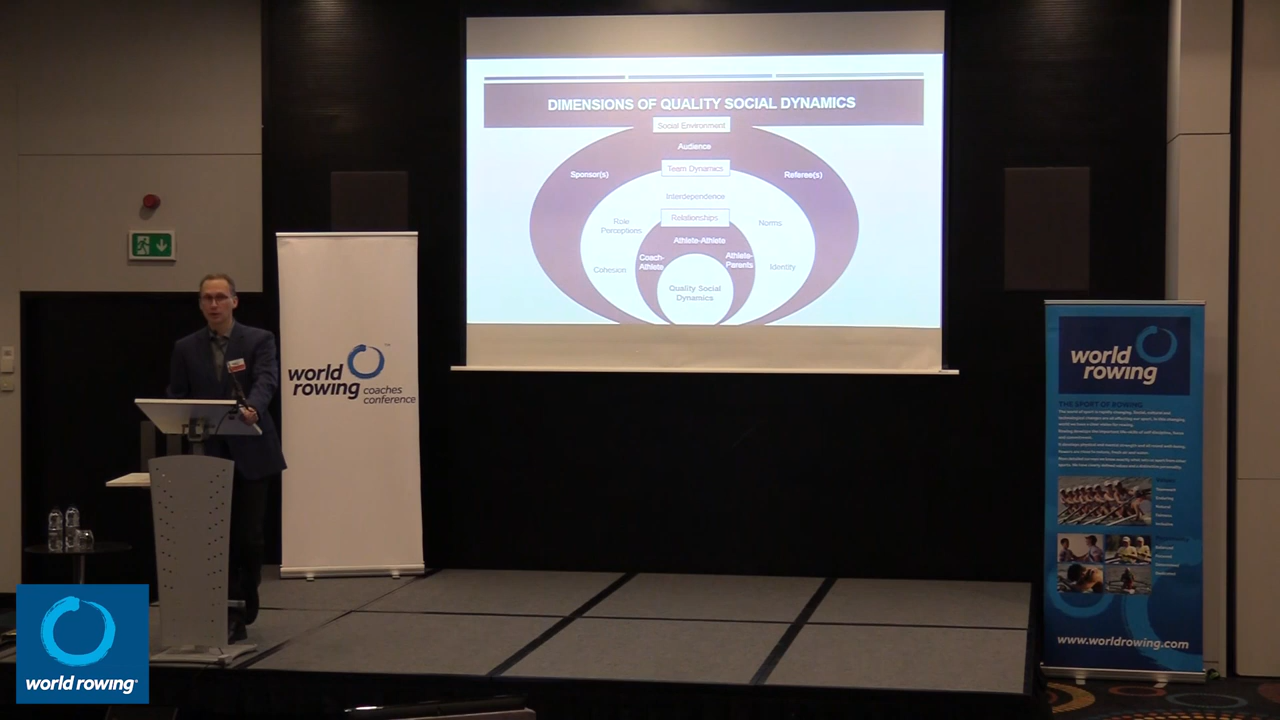 DIMENSIONS OF QUALITY SOCIAL DYNAMICS
Social Environment
Audience
Sponsor(s)
Team Dynamics
Referee(s)
Interdependence
Relationships
Role
Perceptions
Norms
Athlete-Athlete
Coach-
Athlete
Athlete-
Parents
Cohesion
Identity
Quality Social
Dynamics
world
rowing
coaches
conference
world
rowing
THE SPORT OF ROWING
www.worldrowing.com
world rowing